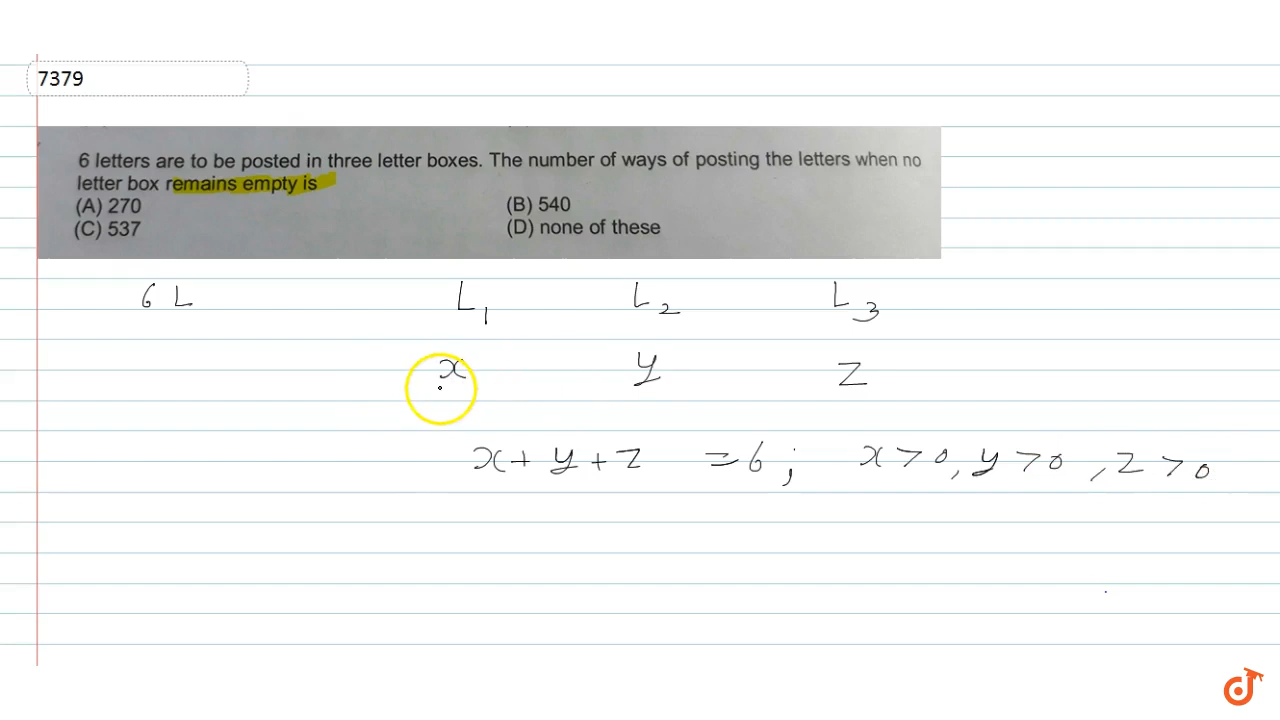 7379
6 letters are to be posted in three letter boxes. The number of ways of posting the letters when no
letter box remains empty is
(A) 270 (B) 540
(C) 537 (D) none of these
6 L L₁ L₂ L₃
x y z
x + y + z = 6 ; x > 0, y > 0, z > 0